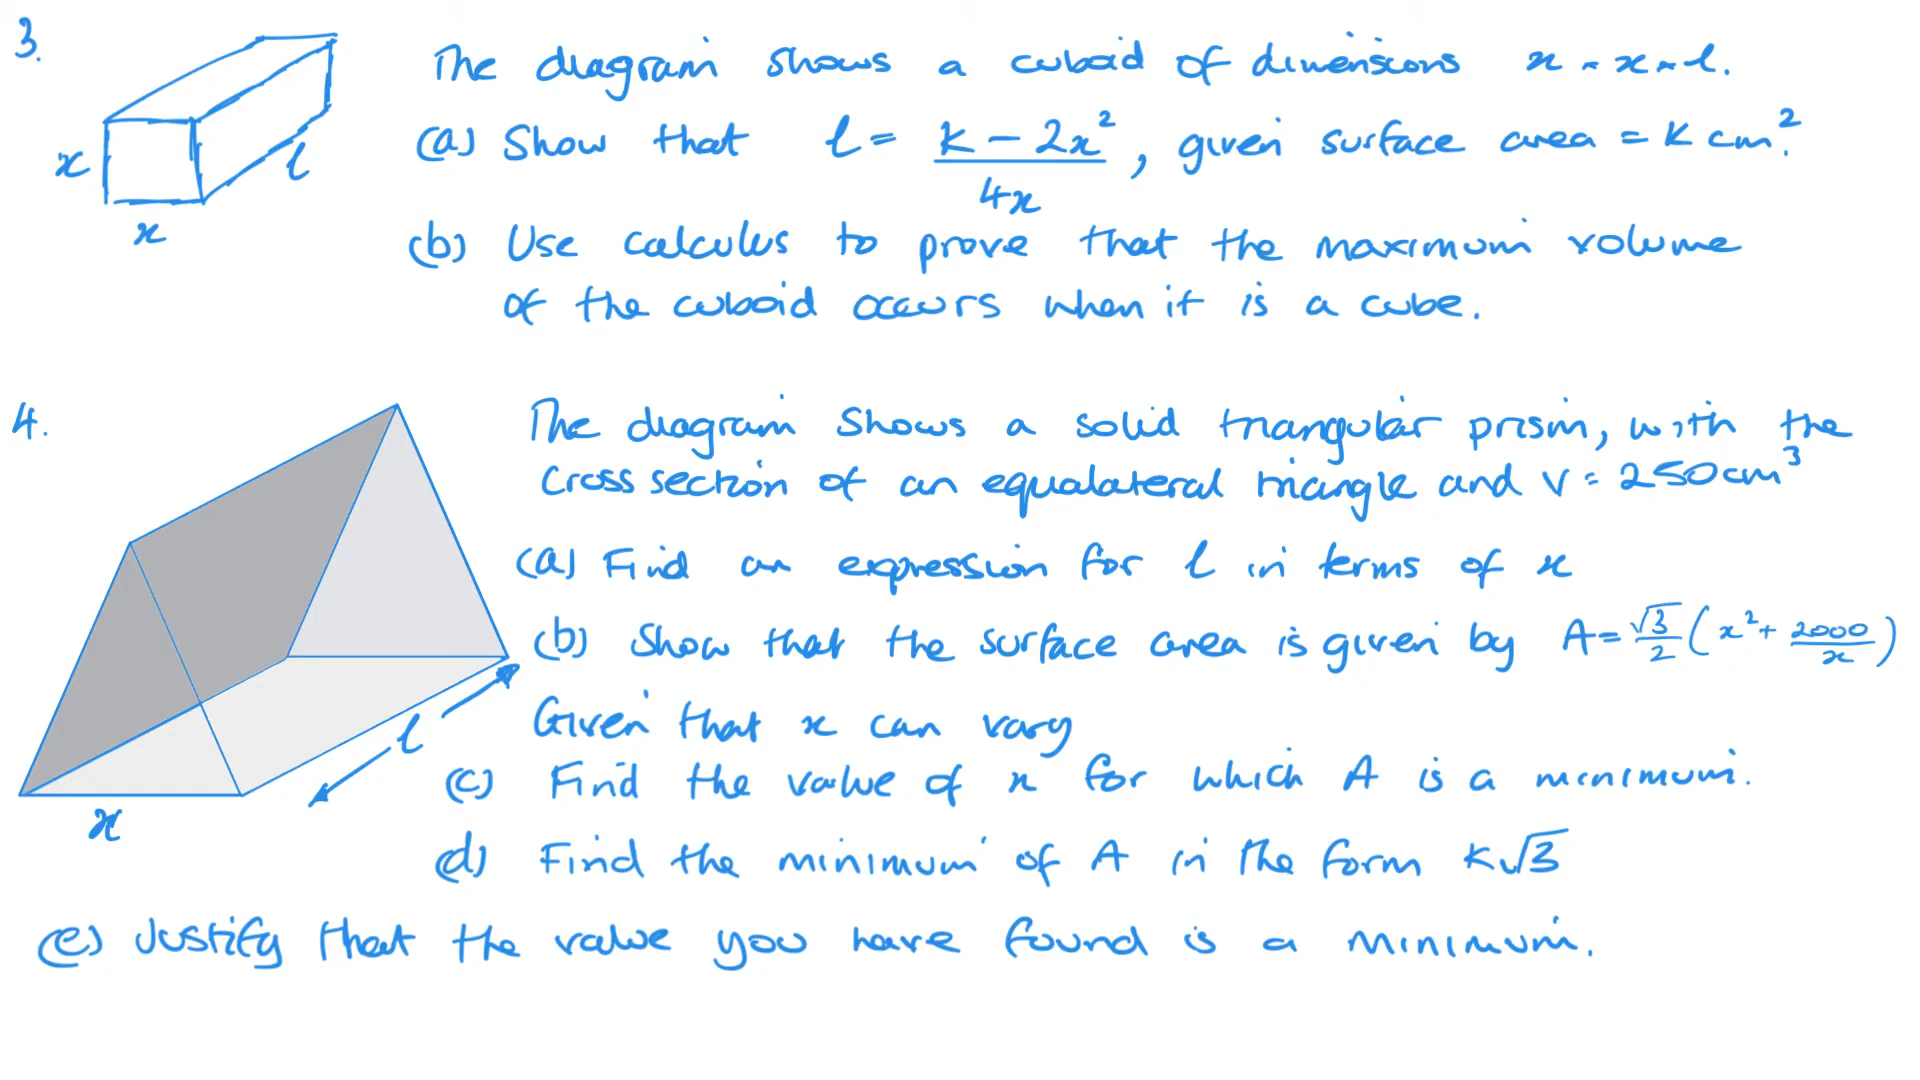 3.
The diagram shows a cuboid of dimensions x × x × l.
(a) Show that l = (k - 2x²)/4x, given surface area = k cm².
(b) Use calculus to prove that the maximum volume
of the cuboid occurs when it is a cube.
x
l
x
4.
The diagram shows a solid triangular prism, with the
cross section of an equalateral triangle and V = 250cm³
(a) Find an expression for l in terms of x
(b) Show that the surface area is given by A = √3/2 (x² + 2000/x)
Given that x can vary
(c) Find the value of x for which A is a minimum.
(d) Find the minimum of A in the form k√3
(e) Justify that the value you have found is a minimum.
l
x